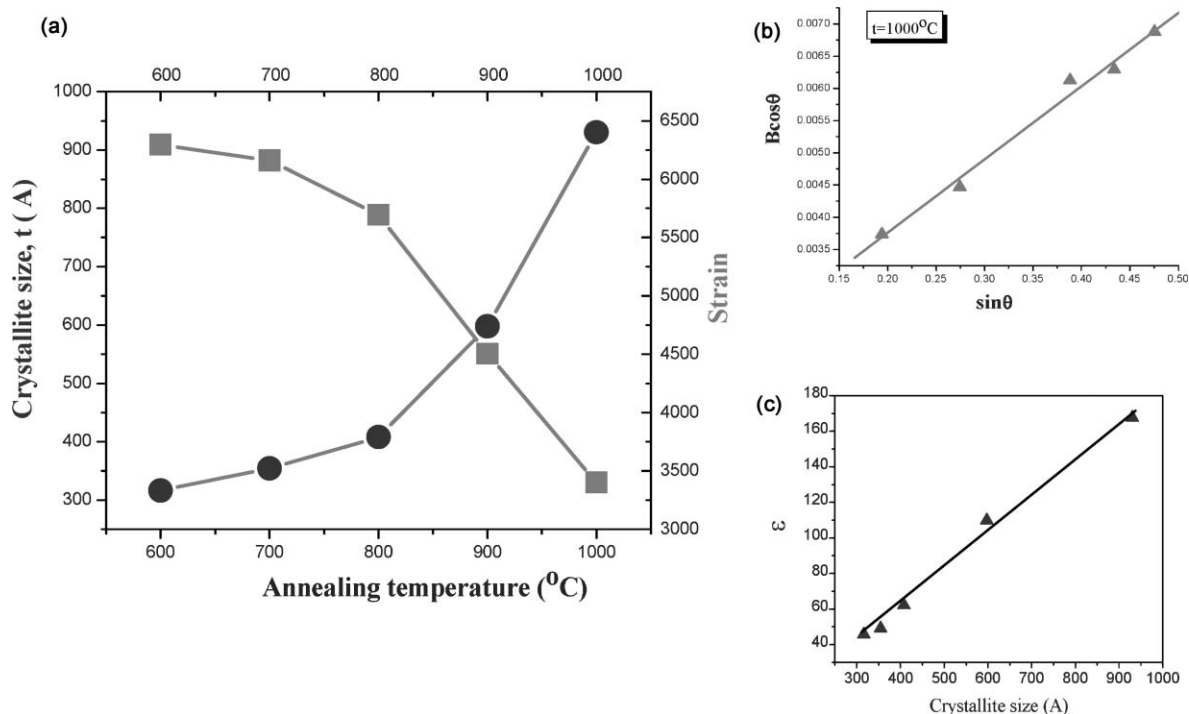 (a)
600 700 800 900 1000
1000
900
800
700
600
500
400
300
Crystallite size, t ( A )
6500
6000
5500
5000
4500
4000
3500
3000
Strain
600 700 800 900 1000
Annealing temperature (⁰C)
(b)
t=1000⁰C
0.0070
0.0065
0.0060
0.0055
0.0050
0.0045
0.0040
0.0035
Bcosθ
0.15 0.20 0.25 0.30 0.35 0.40 0.45 0.50
sinθ
(c)
180
160
140
120
100
80
60
40
ε
300 400 500 600 700 800 900 1000
Crystallite size (A)